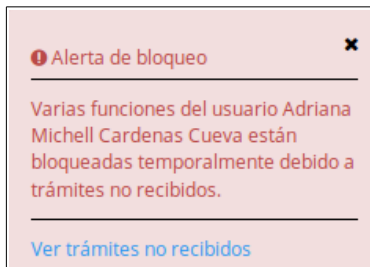 Alerta de bloqueo
Varias funciones del usuario Adriana
Michell Cardenas Cueva están
bloqueadas temporalmente debido a
trámites no recibidos.
Ver trámites no recibidos